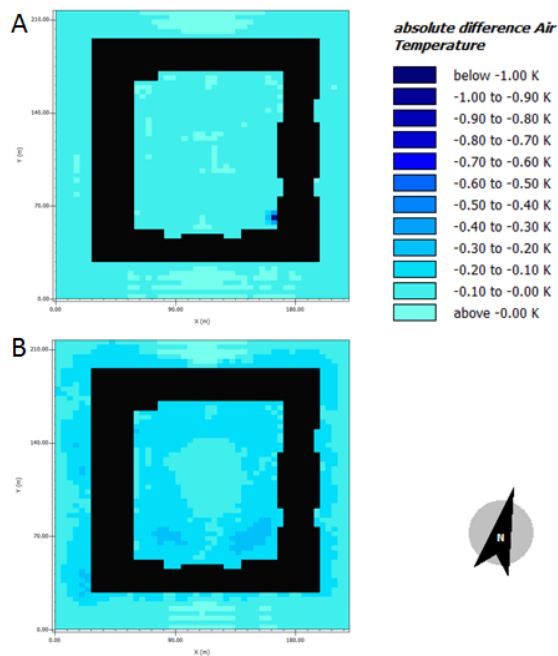 A
absolute difference Air
Temperature
below -1.00 K
-1.00 to -0.90 K
-0.90 to -0.80 K
-0.80 to -0.70 K
-0.70 to -0.60 K
-0.60 to -0.50 K
-0.50 to -0.40 K
-0.40 to -0.30 K
-0.30 to -0.20 K
-0.20 to -0.10 K
-0.10 to -0.00 K
above -0.00 K
210.00
140.00
70.00
0.00
Y (m)
0.00
90.00
180.00
X (m)
B
210.00
140.00
70.00
0.00
Y (m)
0.00
90.00
180.00
X (m)
N